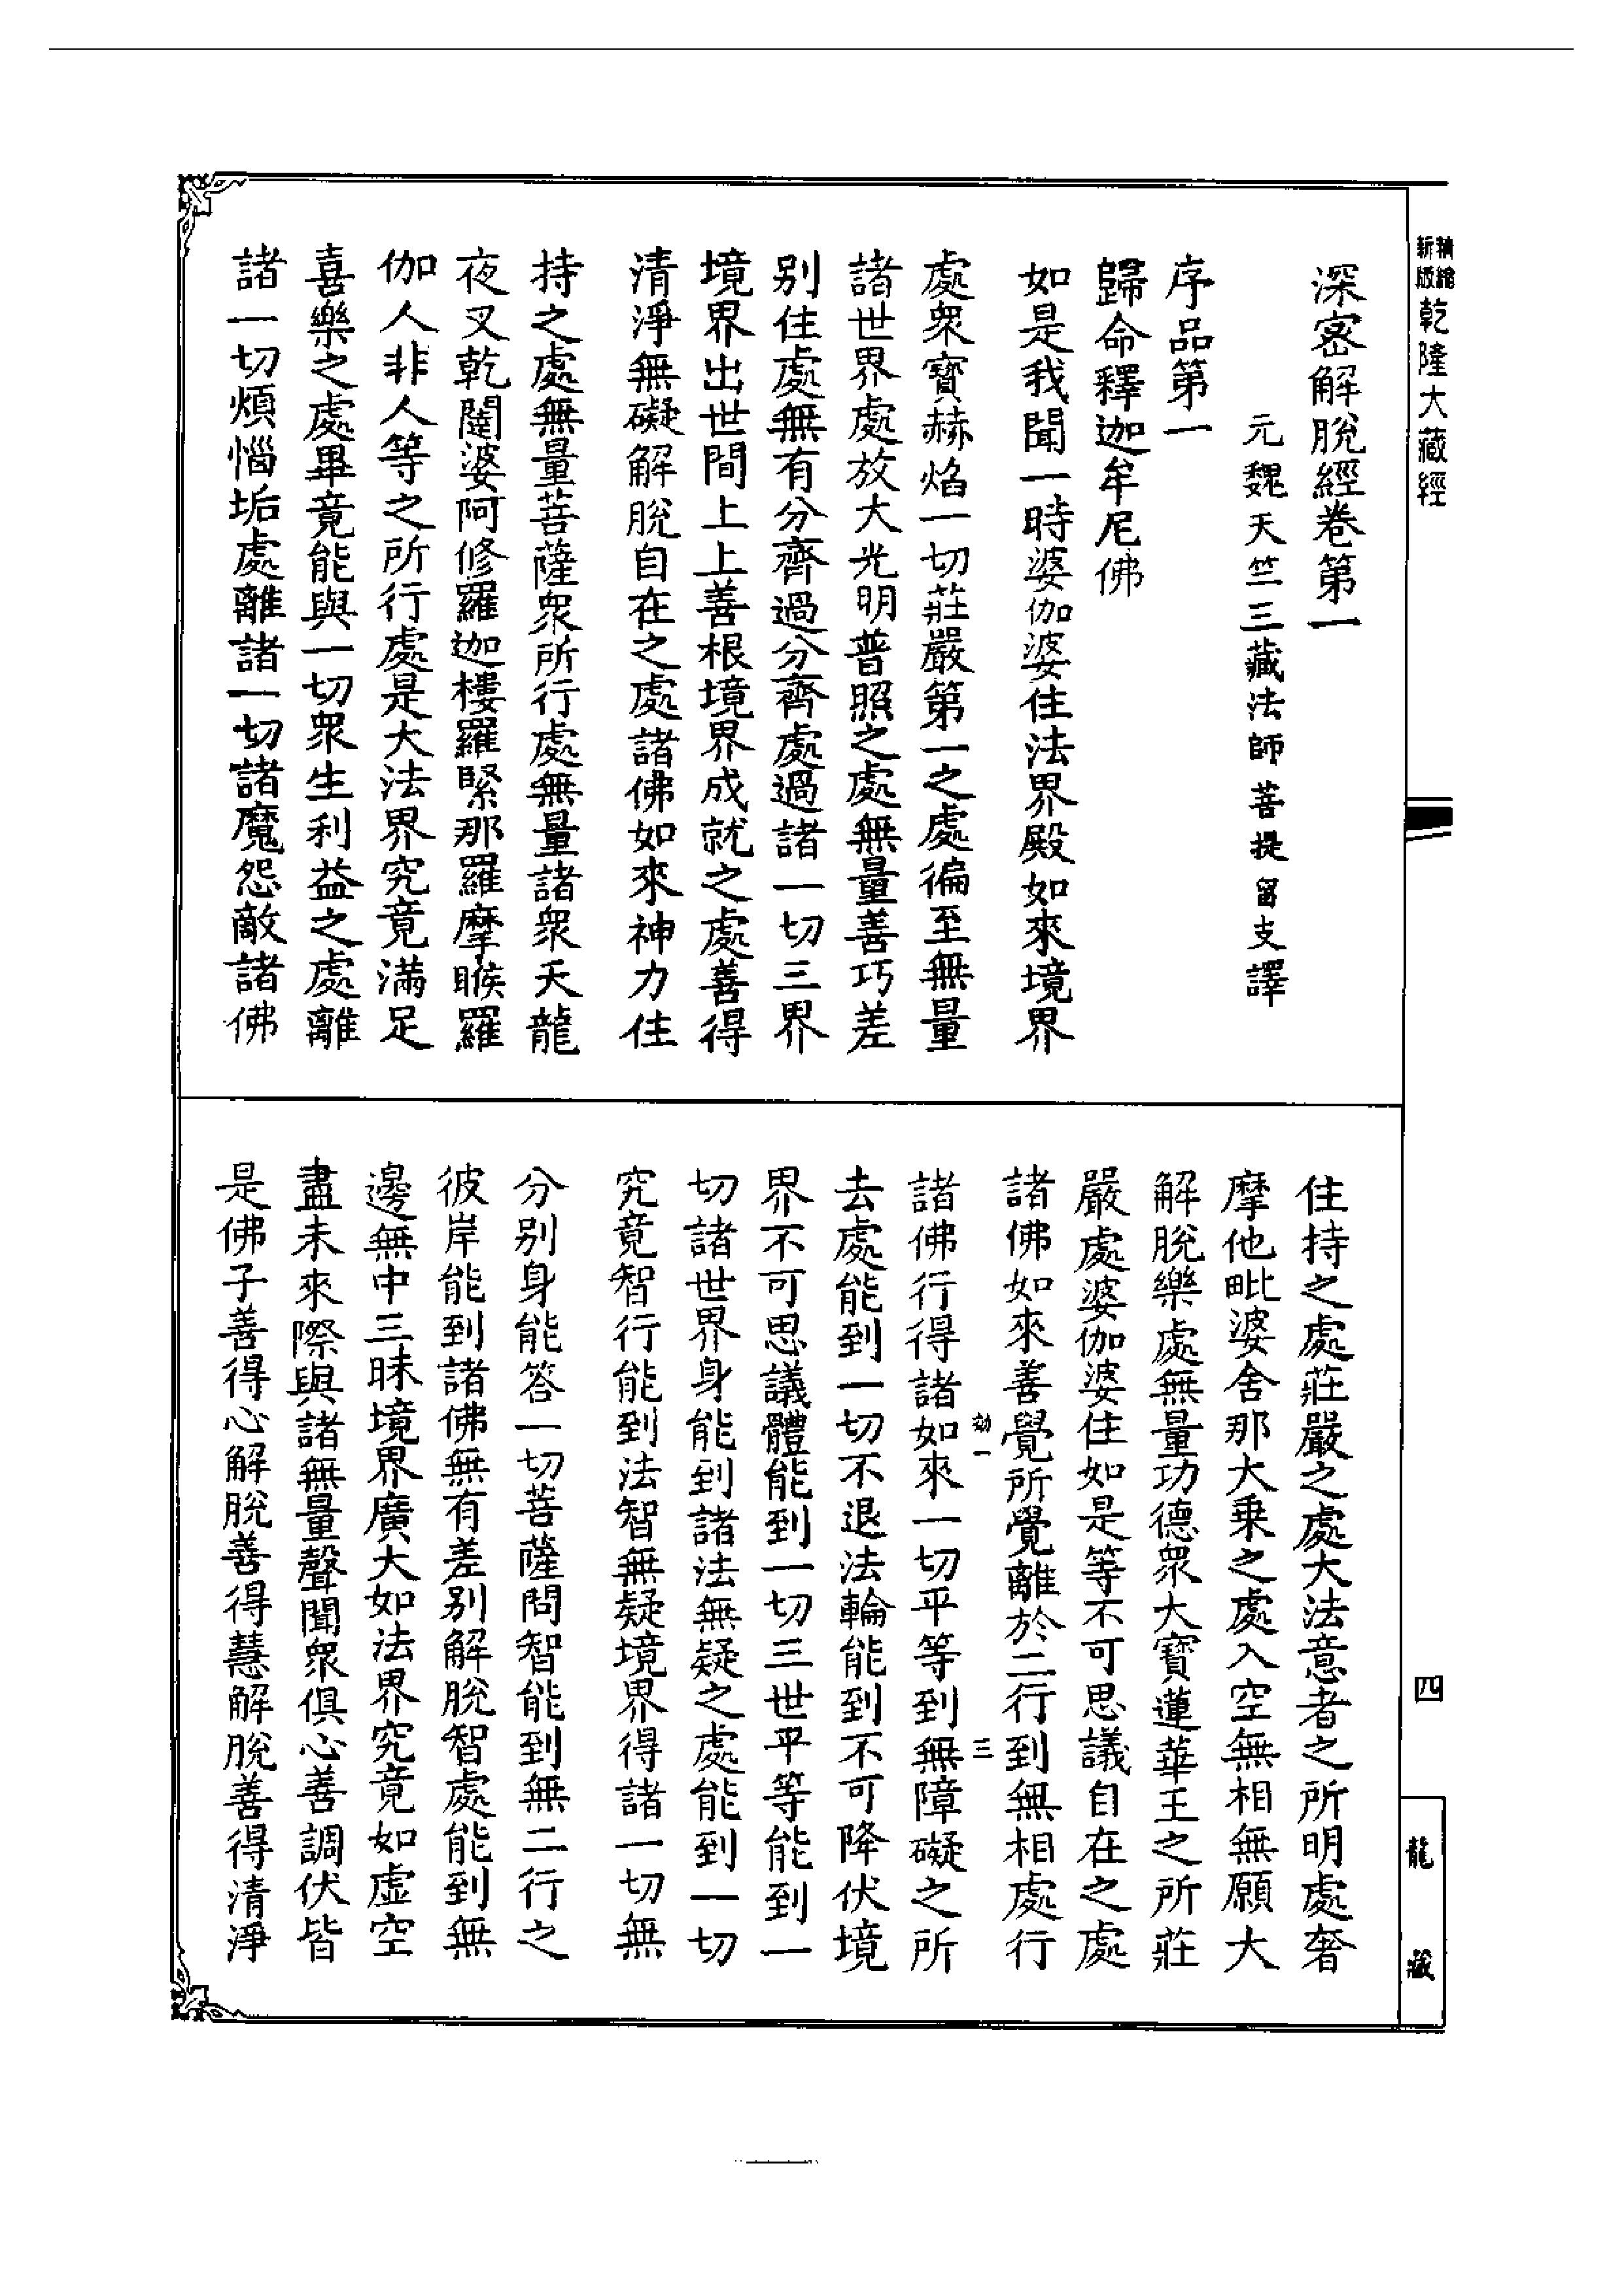 深密解脫經卷第一
元魏天竺三藏法師菩提留支譯
序品第一
歸命釋迦牟尼佛
如是我聞一時婆伽婆住法界殿如來境界
處衆寶赫焰一切莊嚴第一之處徧至無量
諸世界處放大光明普照之處無量善巧差
别住處無有分齊過分齊處過諸一切三界
境界出世間上上善根境界成就之處善得
清淨無礙解脫自在之處諸佛如來神力住
持之處無量菩薩衆所行處無量諸衆天龍
夜叉乾闥婆阿修羅迦樓羅緊那羅摩睺羅
伽人非人等之所行處是大法界究竟滿足
喜樂之處畢竟能與一切衆生利益之處離
諸一切煩惱垢處離諸一切諸魔怨敵諸佛
住持之處莊嚴之處大法意者之所明處奢
摩他毗婆舍那大乘之處入空無相無願大
解脫樂處無量功德衆大寶蓮華王之所莊
嚴處婆伽婆住如是等不可思議自在之處
諸佛如來善覺所覺離於二行到無相處行
諸佛行得諸如來一切平等到無障礙之所
去處能到一切不退法輪能到不可降伏境
界不可思議體能到一切三世平等能到一
切諸世界身能到諸法無疑之處能到一切
究竟智行能到法智無疑境界得諸一切無
分别身能答一切菩薩問智能到無二行之
彼岸能到諸佛無有差别解脫智處能到無
邊無中三昧境界廣大如法界究竟如虛空
盡未來際與諸無量聲聞衆俱心善調伏皆
是佛子善得心解脫善得慧解脫善得清淨
精縮新版
乾隆大藏經
四
龍藏
一
三